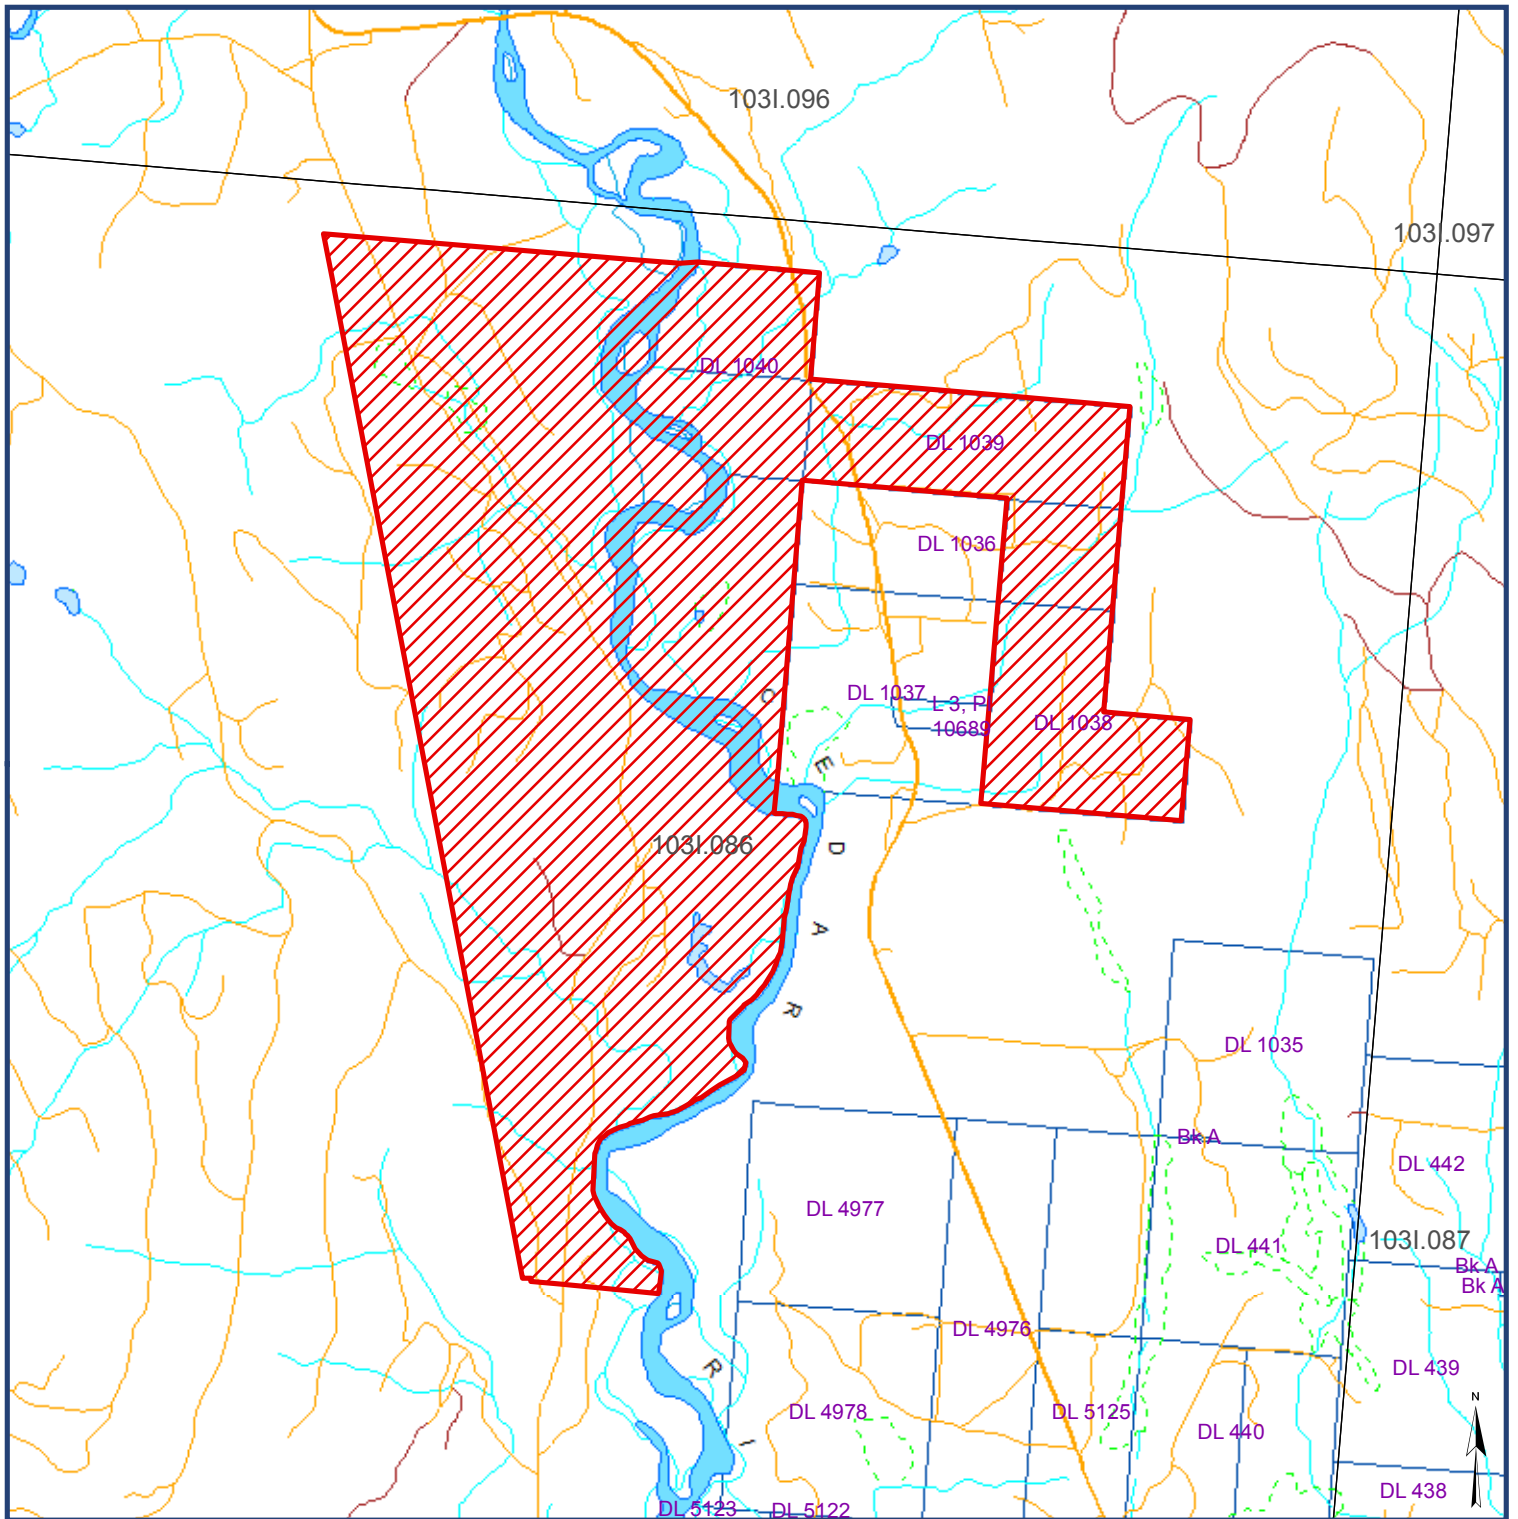 103I.096
103I.097
DL 1040
DL 1039
DL 1036
DL 1037
L 3, P
10689
DL 1038
C
E
D
A
R
103I.086
DL 1035
Bk A
DL 442
DL 4977
DL 441
103I.087
Bk A
Bk A
DL 4976
DL 439
R
I
DL 4978
DL 5125
DL 440
N
DL 438
DL 5123
DL 5122